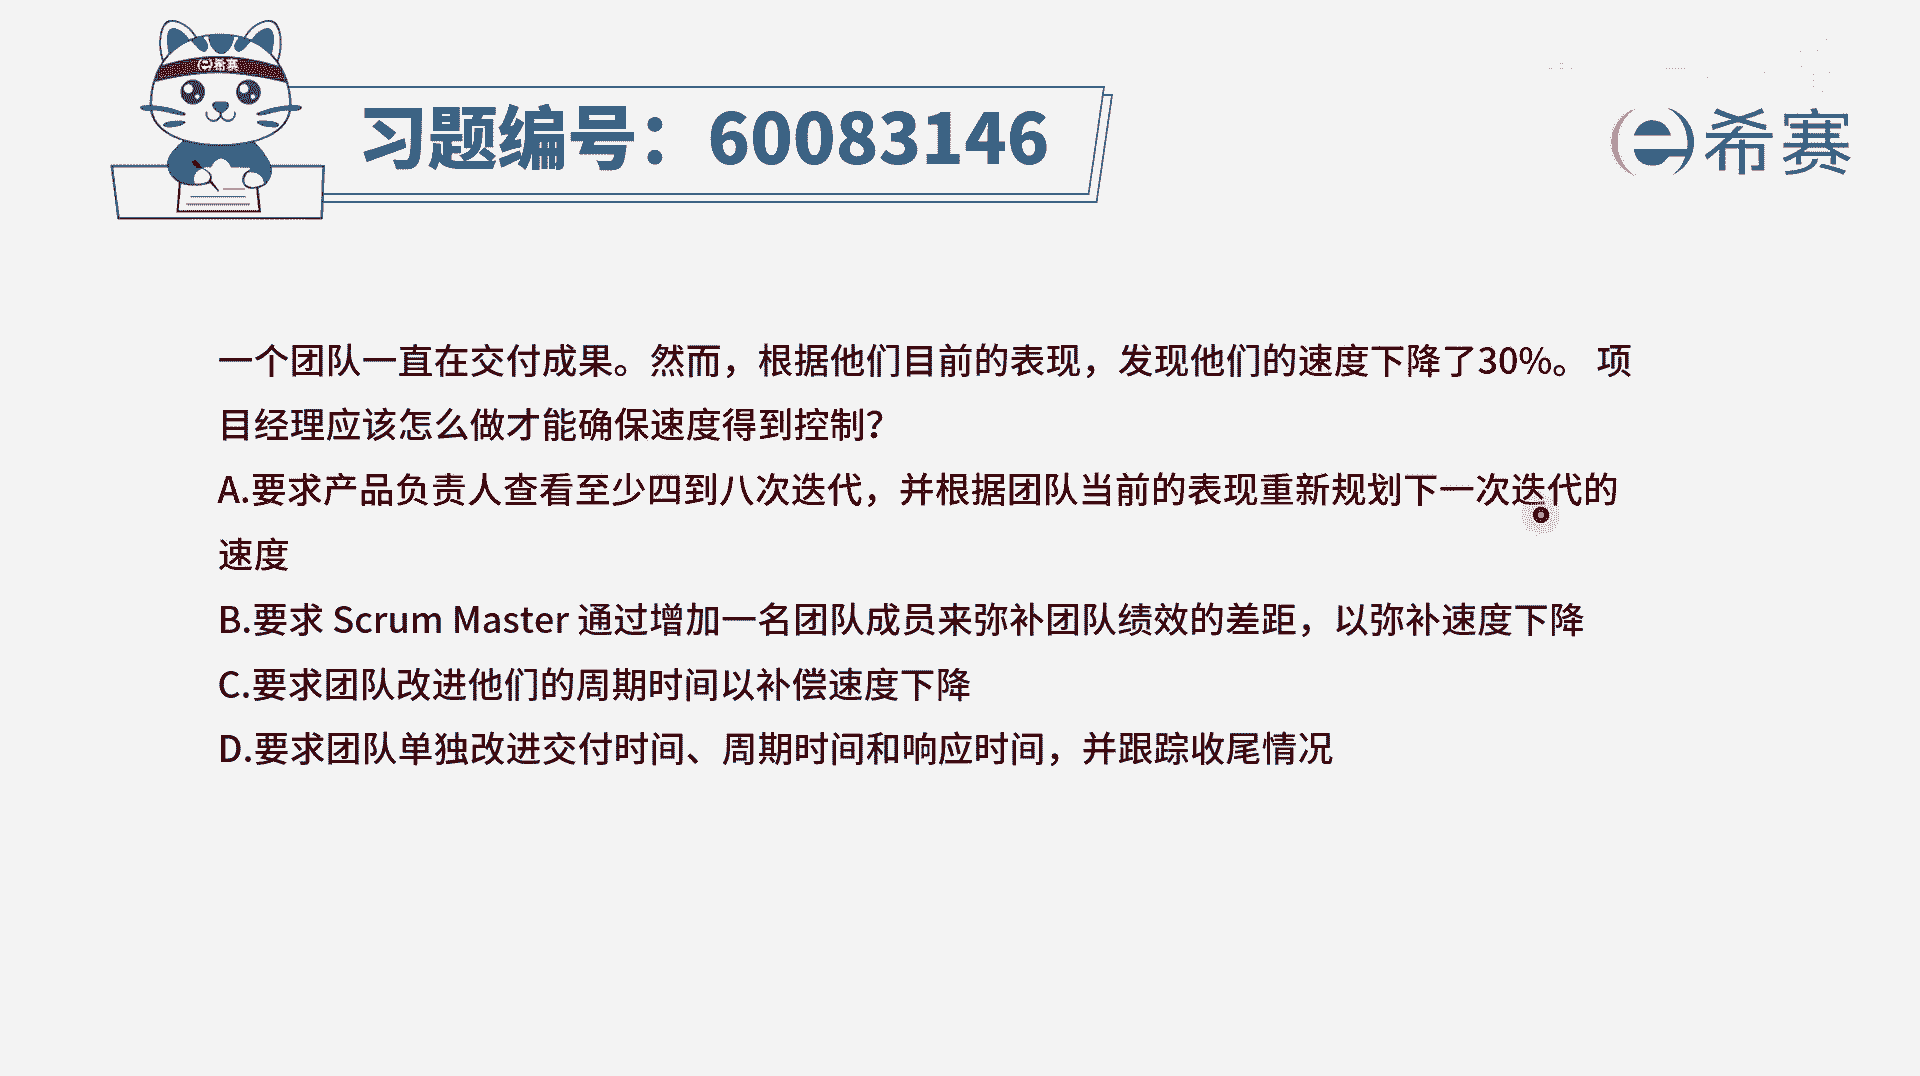 希赛
习题编号：60083146
希赛
一个团队一直在交付成果。然而，根据他们目前的表现，发现他们的速度下降了30%。 项
目经理应该怎么做才能确保速度得到控制？
A.要求产品负责人查看至少四到八次迭代，并根据团队当前的表现重新规划下一次迭代的
速度
B.要求 Scrum Master 通过增加一名团队成员来弥补团队绩效的差距，以弥补速度下降
C.要求团队改进他们的周期时间以补偿速度下降
D.要求团队单独改进交付时间、周期时间和响应时间，并跟踪收尾情况